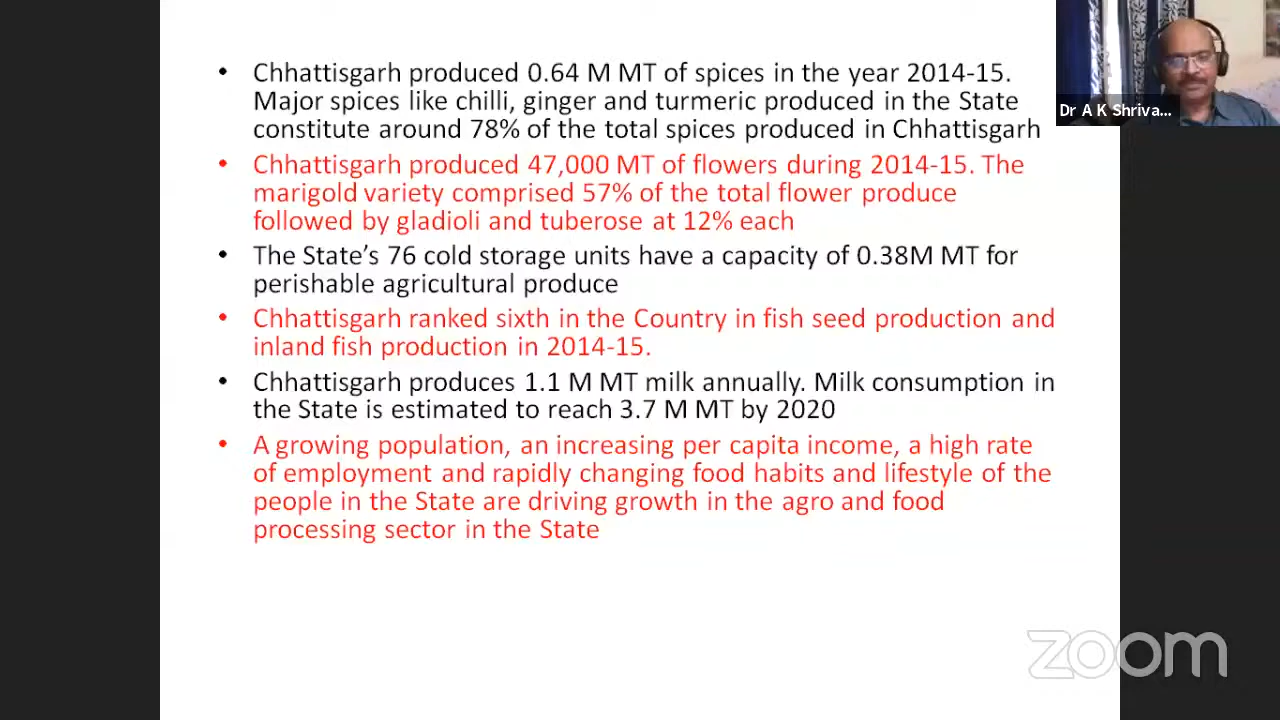 • Chhattisgarh produced 0.64 M MT of spices in the year 2014-15.
Major spices like chilli, ginger and turmeric produced in the State
constitute around 78% of the total spices produced in Chhattisgarh
• Chhattisgarh produced 47,000 MT of flowers during 2014-15. The
marigold variety comprised 57% of the total flower produce
followed by gladioli and tuberose at 12% each
• The State’s 76 cold storage units have a capacity of 0.38M MT for
perishable agricultural produce
• Chhattisgarh ranked sixth in the Country in fish seed production and
inland fish production in 2014-15.
• Chhattisgarh produces 1.1 M MT milk annually. Milk consumption in
the State is estimated to reach 3.7 M MT by 2020
• A growing population, an increasing per capita income, a high rate
of employment and rapidly changing food habits and lifestyle of the
people in the State are driving growth in the agro and food
processing sector in the State
Dr A K Shriva...
zoom